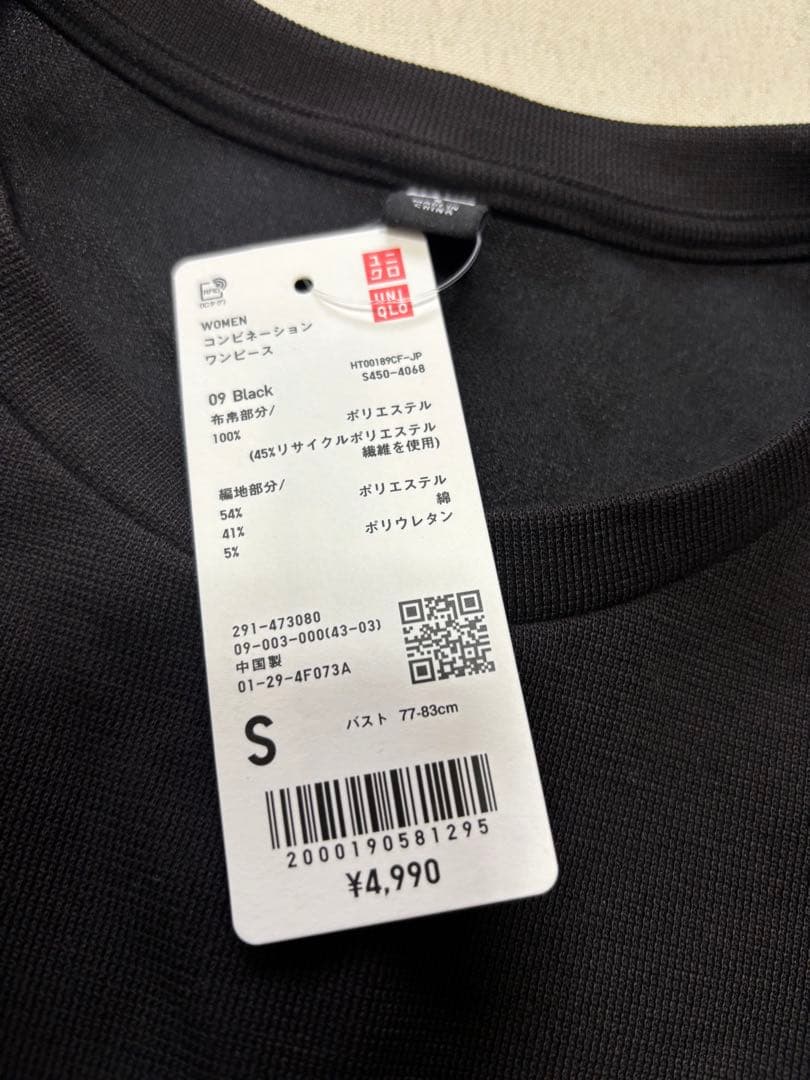 MADE IN
CHINA
RFID
ICタグ
ユニ
クロ
UNI
QLO
WOMEN
コンビネーション
ワンピース
HT00189CF-JP
S450-4068
09 Black
布帛部分/ ポリエステル
100%
(45%リサイクルポリエステル
繊維を使用)
編地部分/ ポリエステル
54% 綿
41% ポリウレタン
5%
291-473080
09-003-000(43-03)
中国製
01-29-4F073A
S バスト 77-83cm
2000190581295
¥4,990